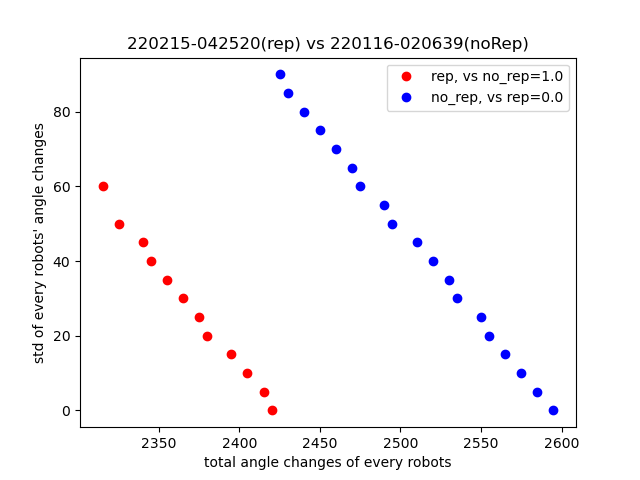 220215-042520(rep) vs 220116-020639(noRep)
rep, vs no_rep=1.0
no_rep, vs rep=0.0
std of every robots' angle changes
80
60
40
20
0
2350 2400 2450 2500 2550 2600
total angle changes of every robots